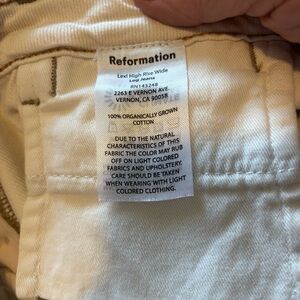 Reformation
Lexi High Rise Wide
Leg Jeans
RN143248
2263 E VERNON AVE.
VERNON, CA 90058
100% ORGANICALLY GROWN
COTTON
DUE TO THE NATURAL
CHARACTERISTICS OF THIS
FABRIC THE COLOR MAY RUB
OFF ON LIGHT COLORED
FABRICS AND UPHOLSTERY.
CARE SHOULD BE TAKEN
WHEN WEARING WITH LIGHT
COLORED CLOTHING.